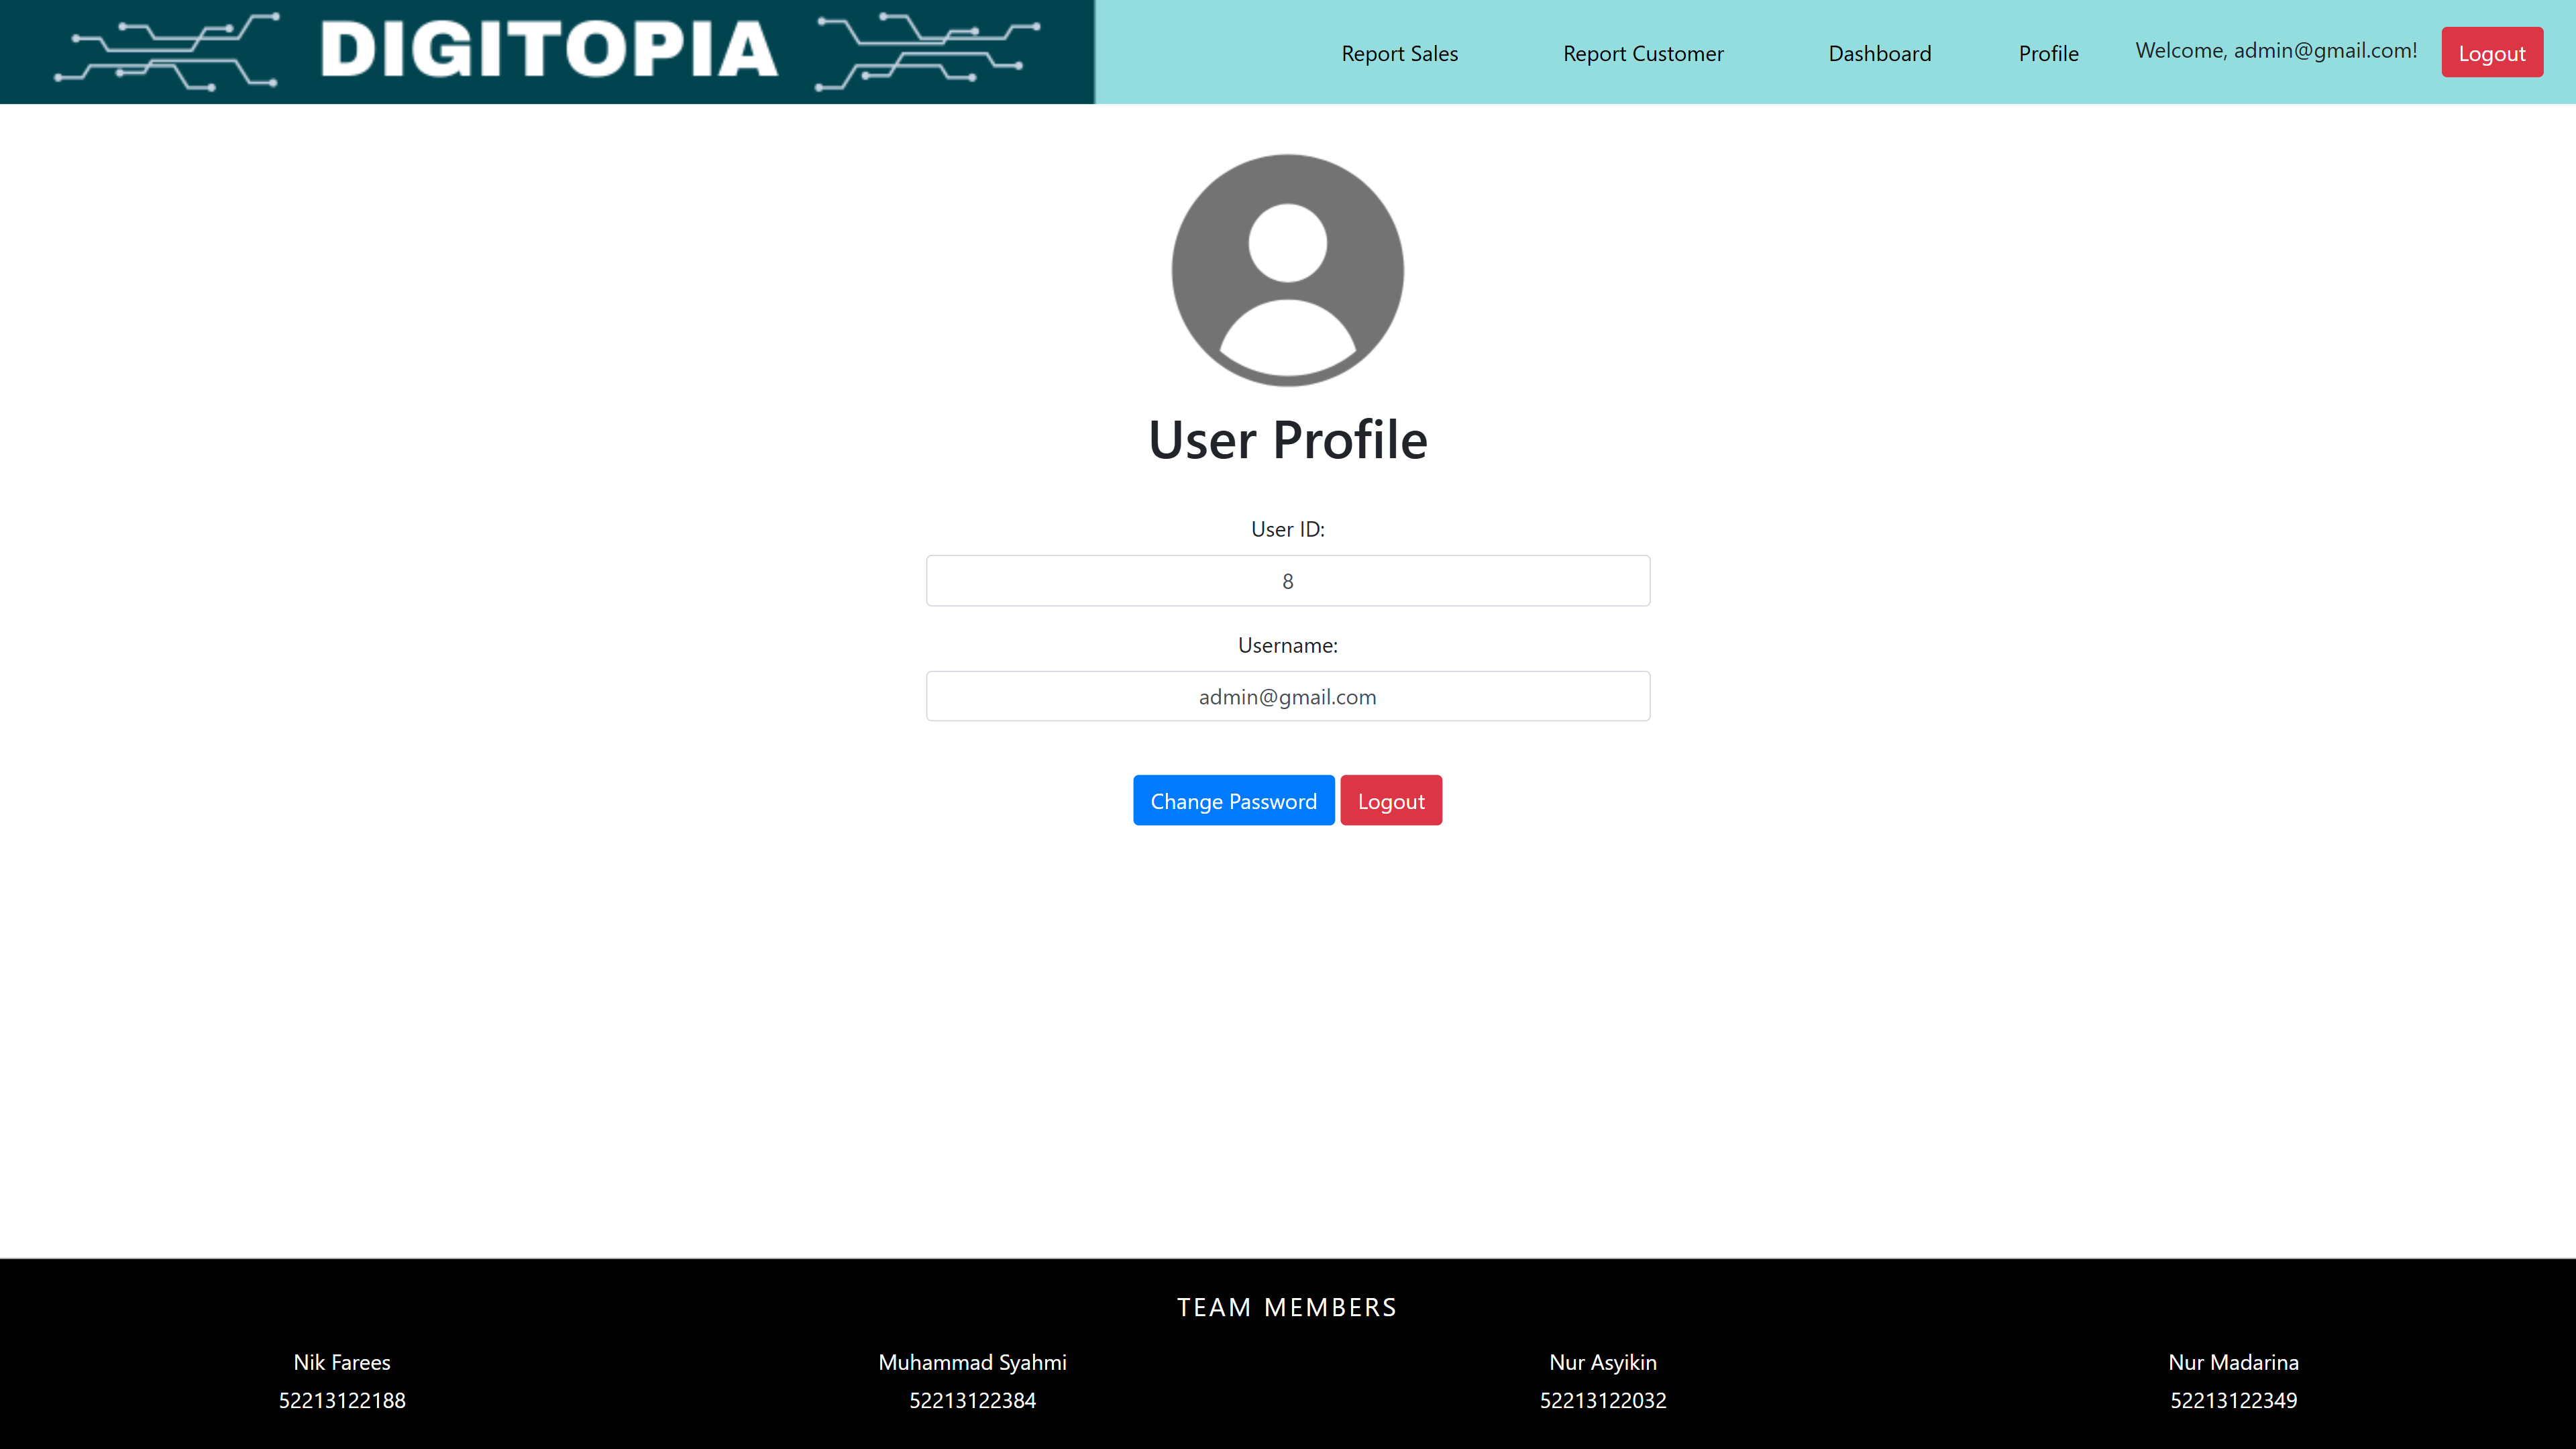 DIGITOPIA
Report Sales Report Customer Dashboard Profile Welcome, admin@gmail.com! Logout
User Profile
User ID:
8
Username:
admin@gmail.com
Change Password Logout
TEAM MEMBERS
Nik Farees Muhammad Syahmi Nur Asyikin Nur Madarina
52213122188 52213122384 52213122032 52213122349